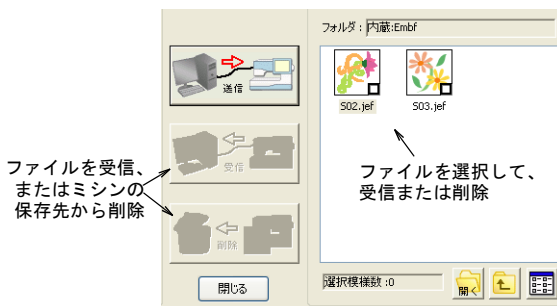 フォルダ : 内蔵:Embf
送信
S02.jef
S03.jef
受信
ファイルを受信、
またはミシンの
保存先から削除
ファイルを選択して、
受信または削除
削除
閉じる
選択模様数 :0
開く